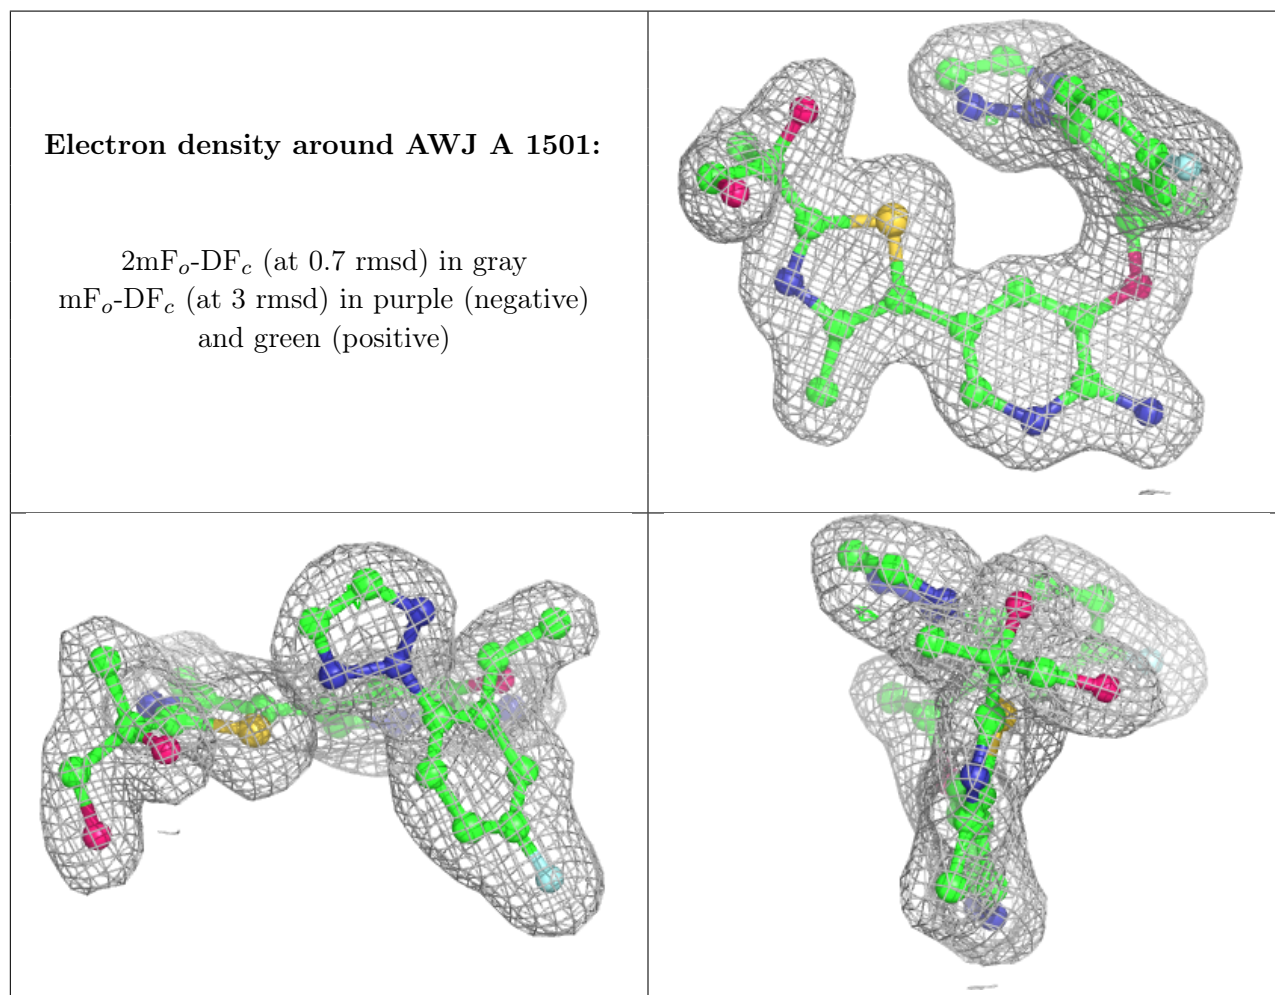 Electron density around AWJ A 1501:
2mFo-DFc (at 0.7 rmsd) in gray
mFo-DFc (at 3 rmsd) in purple (negative)
and green (positive)